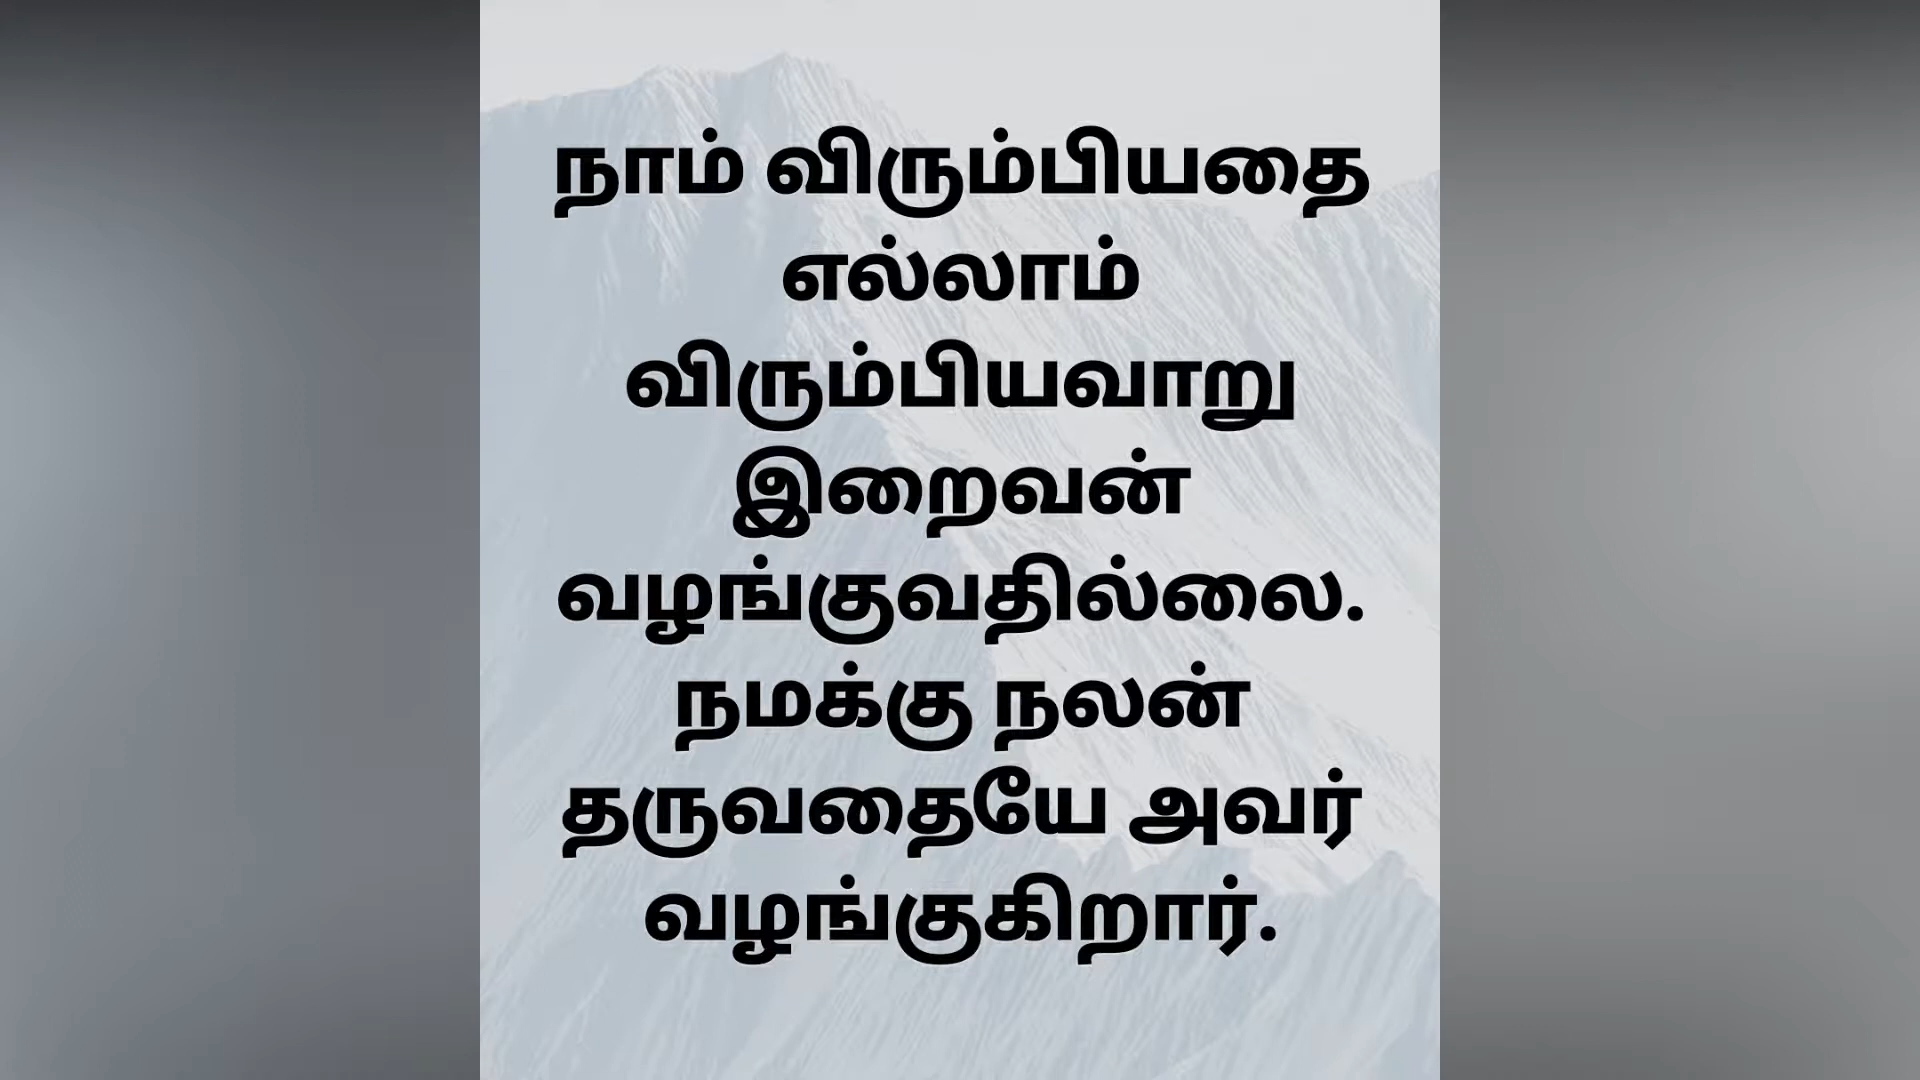 நாம் விரும்பியதை
எல்லாம்
விரும்பியவாறு
இறைவன்
வழங்குவதில்லை.
நமக்கு நலன்
தருவதையே அவர்
வழங்குகிறார்.